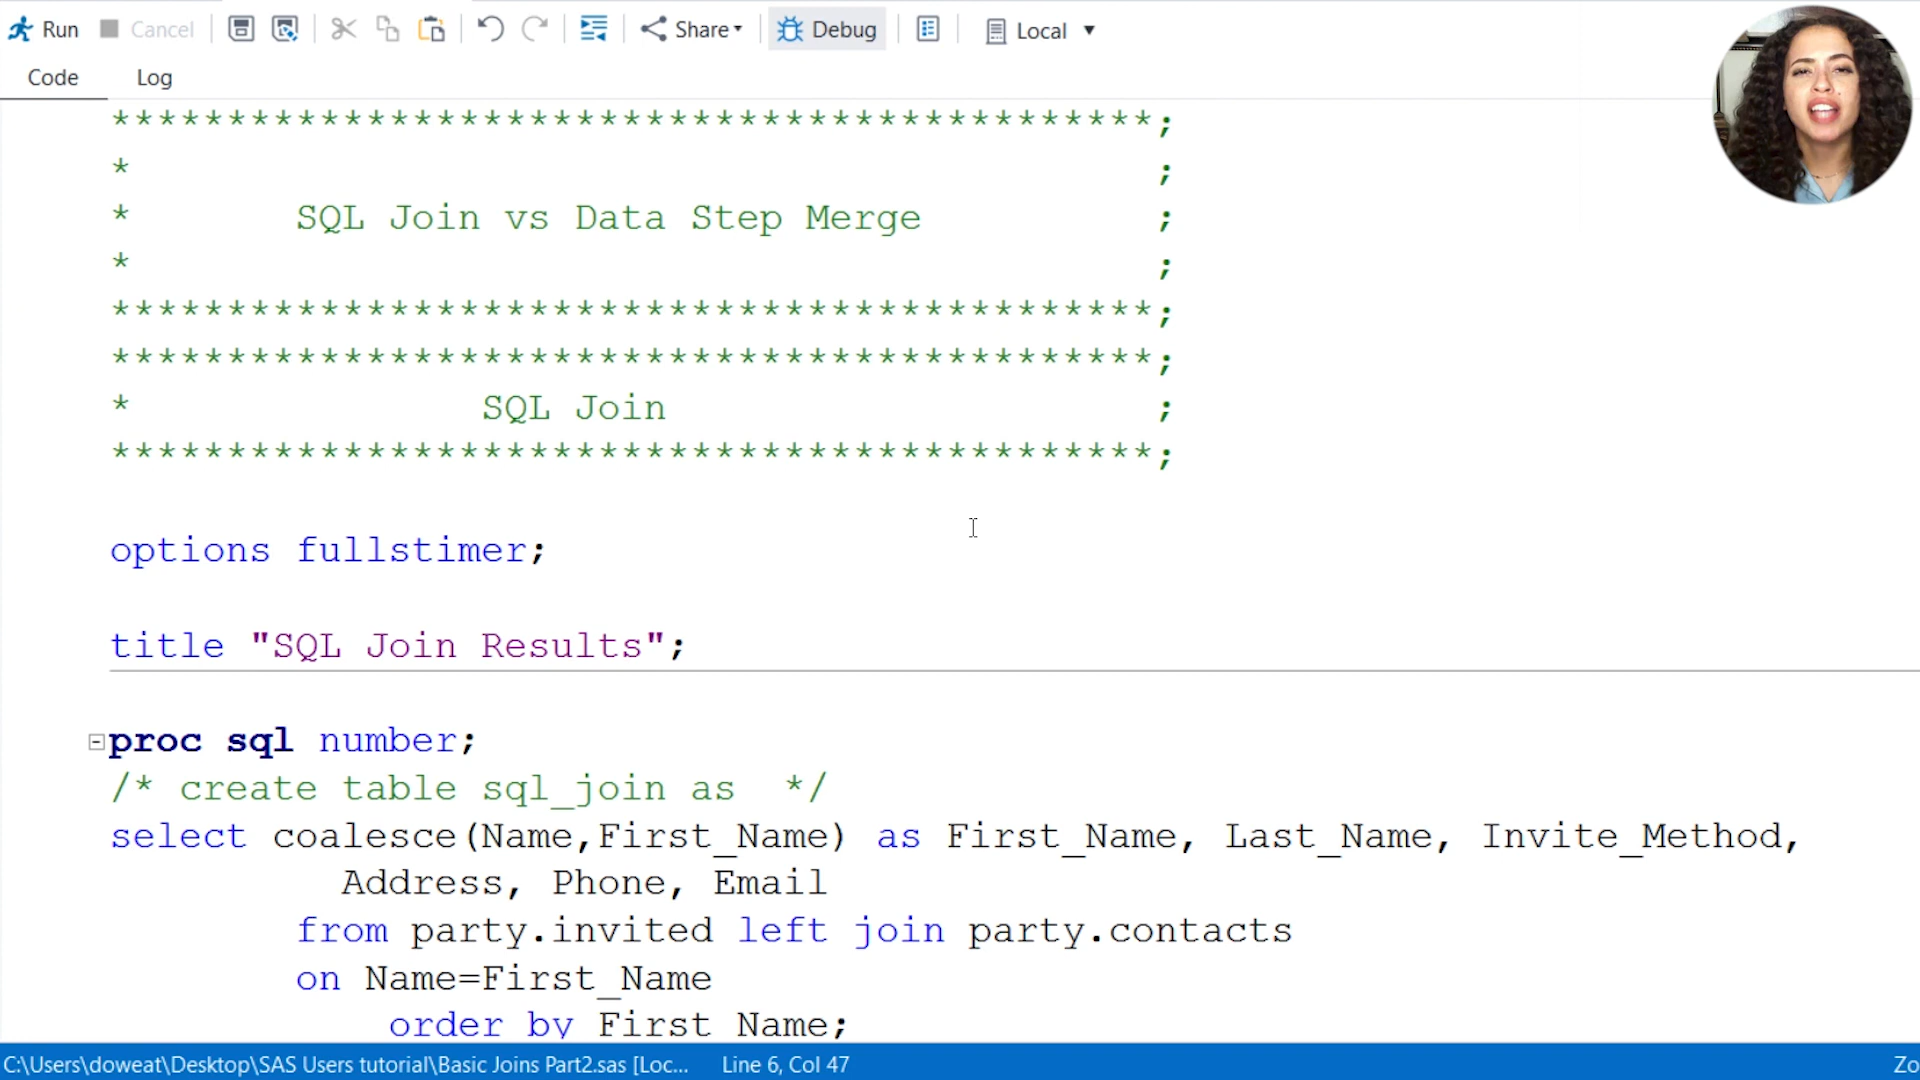 Run Cancel Share Debug Local
Code Log
*********************************************;
* ;
* SQL Join vs Data Step Merge ;
* ;
*********************************************;
*********************************************;
* SQL Join ;
*********************************************;
options fullstimer;
title "SQL Join Results";
proc sql number;
/* create table sql_join as */
select coalesce(Name,First_Name) as First_Name, Last_Name, Invite_Method,
Address, Phone, Email
from party.invited left join party.contacts
on Name=First_Name
order by First_Name;
C:\Users\doweat\Desktop\SAS Users tutorial\Basic Joins Part2.sas [Loc... Line 6, Col 47 Zo